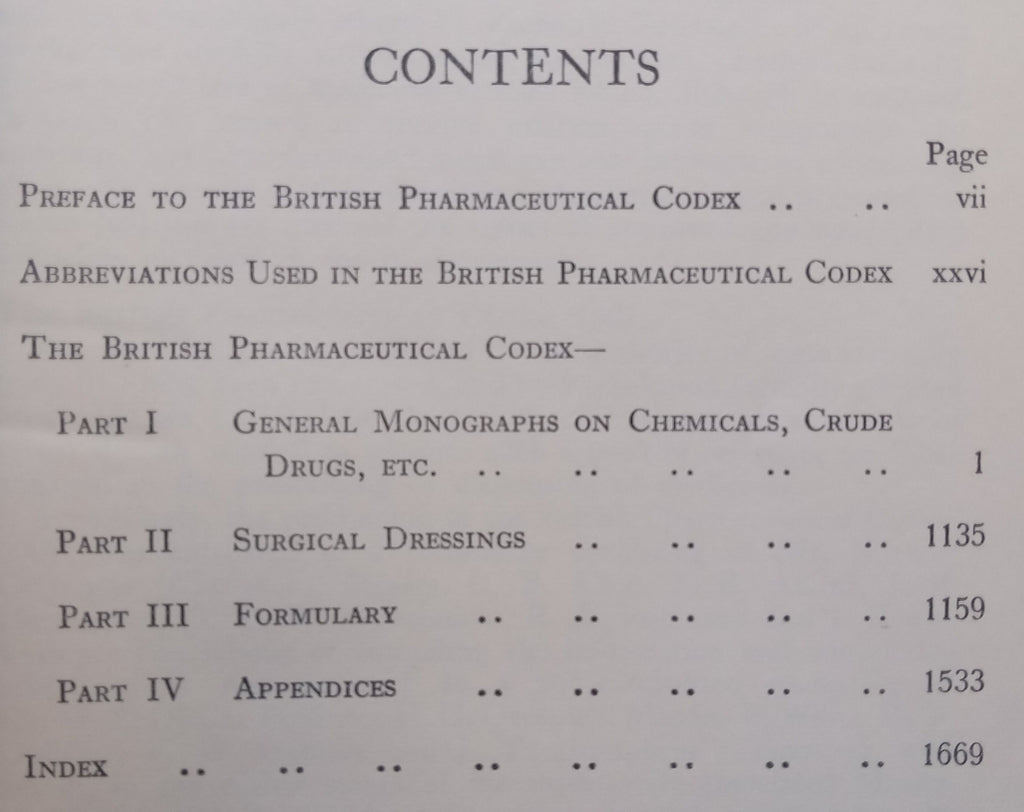 CONTENTS
Page
Preface to the British Pharmaceutical Codex .. .. vii
Abbreviations Used in the British Pharmaceutical Codex xxvi
The British Pharmaceutical Codex—
Part I General Monographs on Chemicals, Crude
Drugs, etc. .. .. .. .. .. 1
Part II Surgical Dressings .. .. .. .. 1135
Part III Formulary .. .. .. .. .. 1159
Part IV Appendices .. .. .. .. .. 1533
Index .. .. .. .. .. .. .. .. 1669